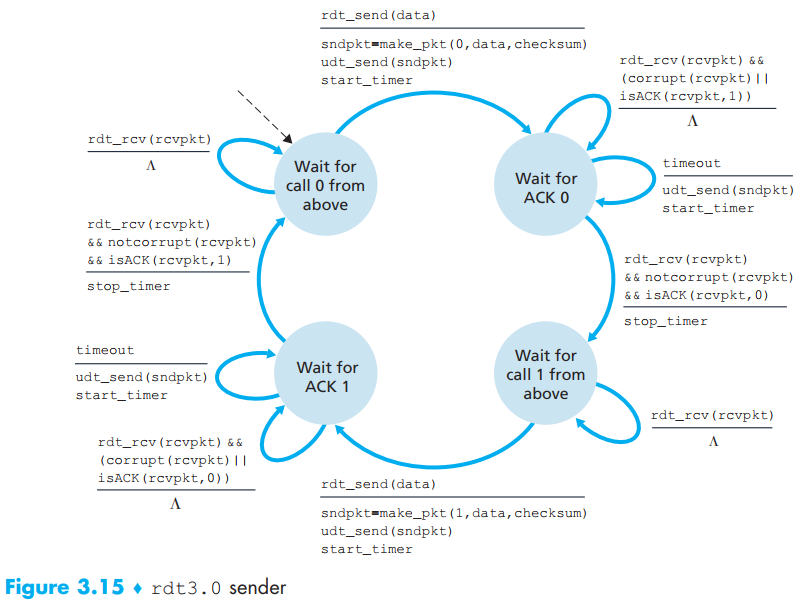 rdt_send(data)
sndpkt=make_pkt(0,data,checksum)
udt_send(sndpkt)
start_timer
rdt_rcv(rcvpkt) &&
(corrupt(rcvpkt)||
isACK(rcvpkt,1))
Λ
rdt_rcv(rcvpkt)
Λ
Wait for
call 0 from
above
Wait for
ACK 0
timeout
udt_send(sndpkt)
start_timer
rdt_rcv(rcvpkt)
&& notcorrupt(rcvpkt)
&& isACK(rcvpkt,1)
stop_timer
rdt_rcv(rcvpkt)
&& notcorrupt(rcvpkt)
&& isACK(rcvpkt,0)
stop_timer
timeout
udt_send(sndpkt)
start_timer
Wait for
ACK 1
Wait for
call 1 from
above
rdt_rcv(rcvpkt)
Λ
rdt_rcv(rcvpkt) &&
(corrupt(rcvpkt)||
isACK(rcvpkt,0))
Λ
rdt_send(data)
sndpkt=make_pkt(1,data,checksum)
udt_send(sndpkt)
start_timer
Figure 3.15 ♦ rdt3.0 sender